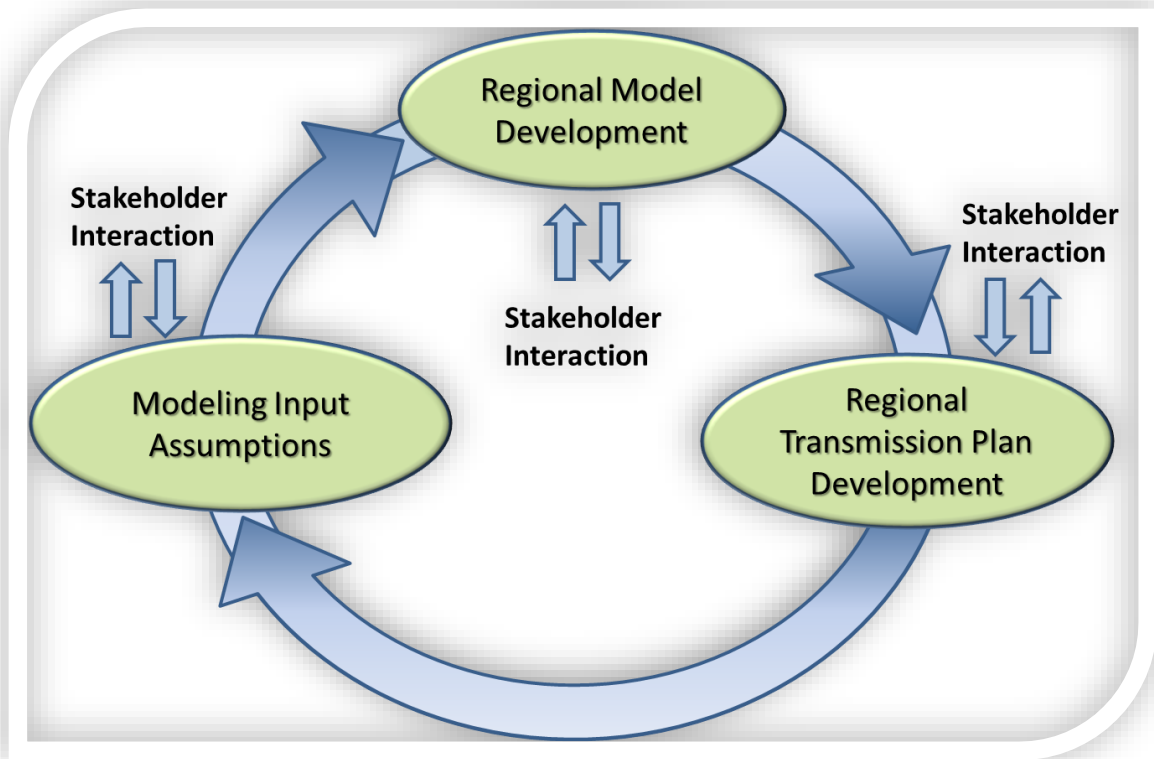 Regional Model
Development
Stakeholder
Interaction
Stakeholder
Interaction
Stakeholder
Interaction
Modeling Input
Assumptions
Regional
Transmission Plan
Development